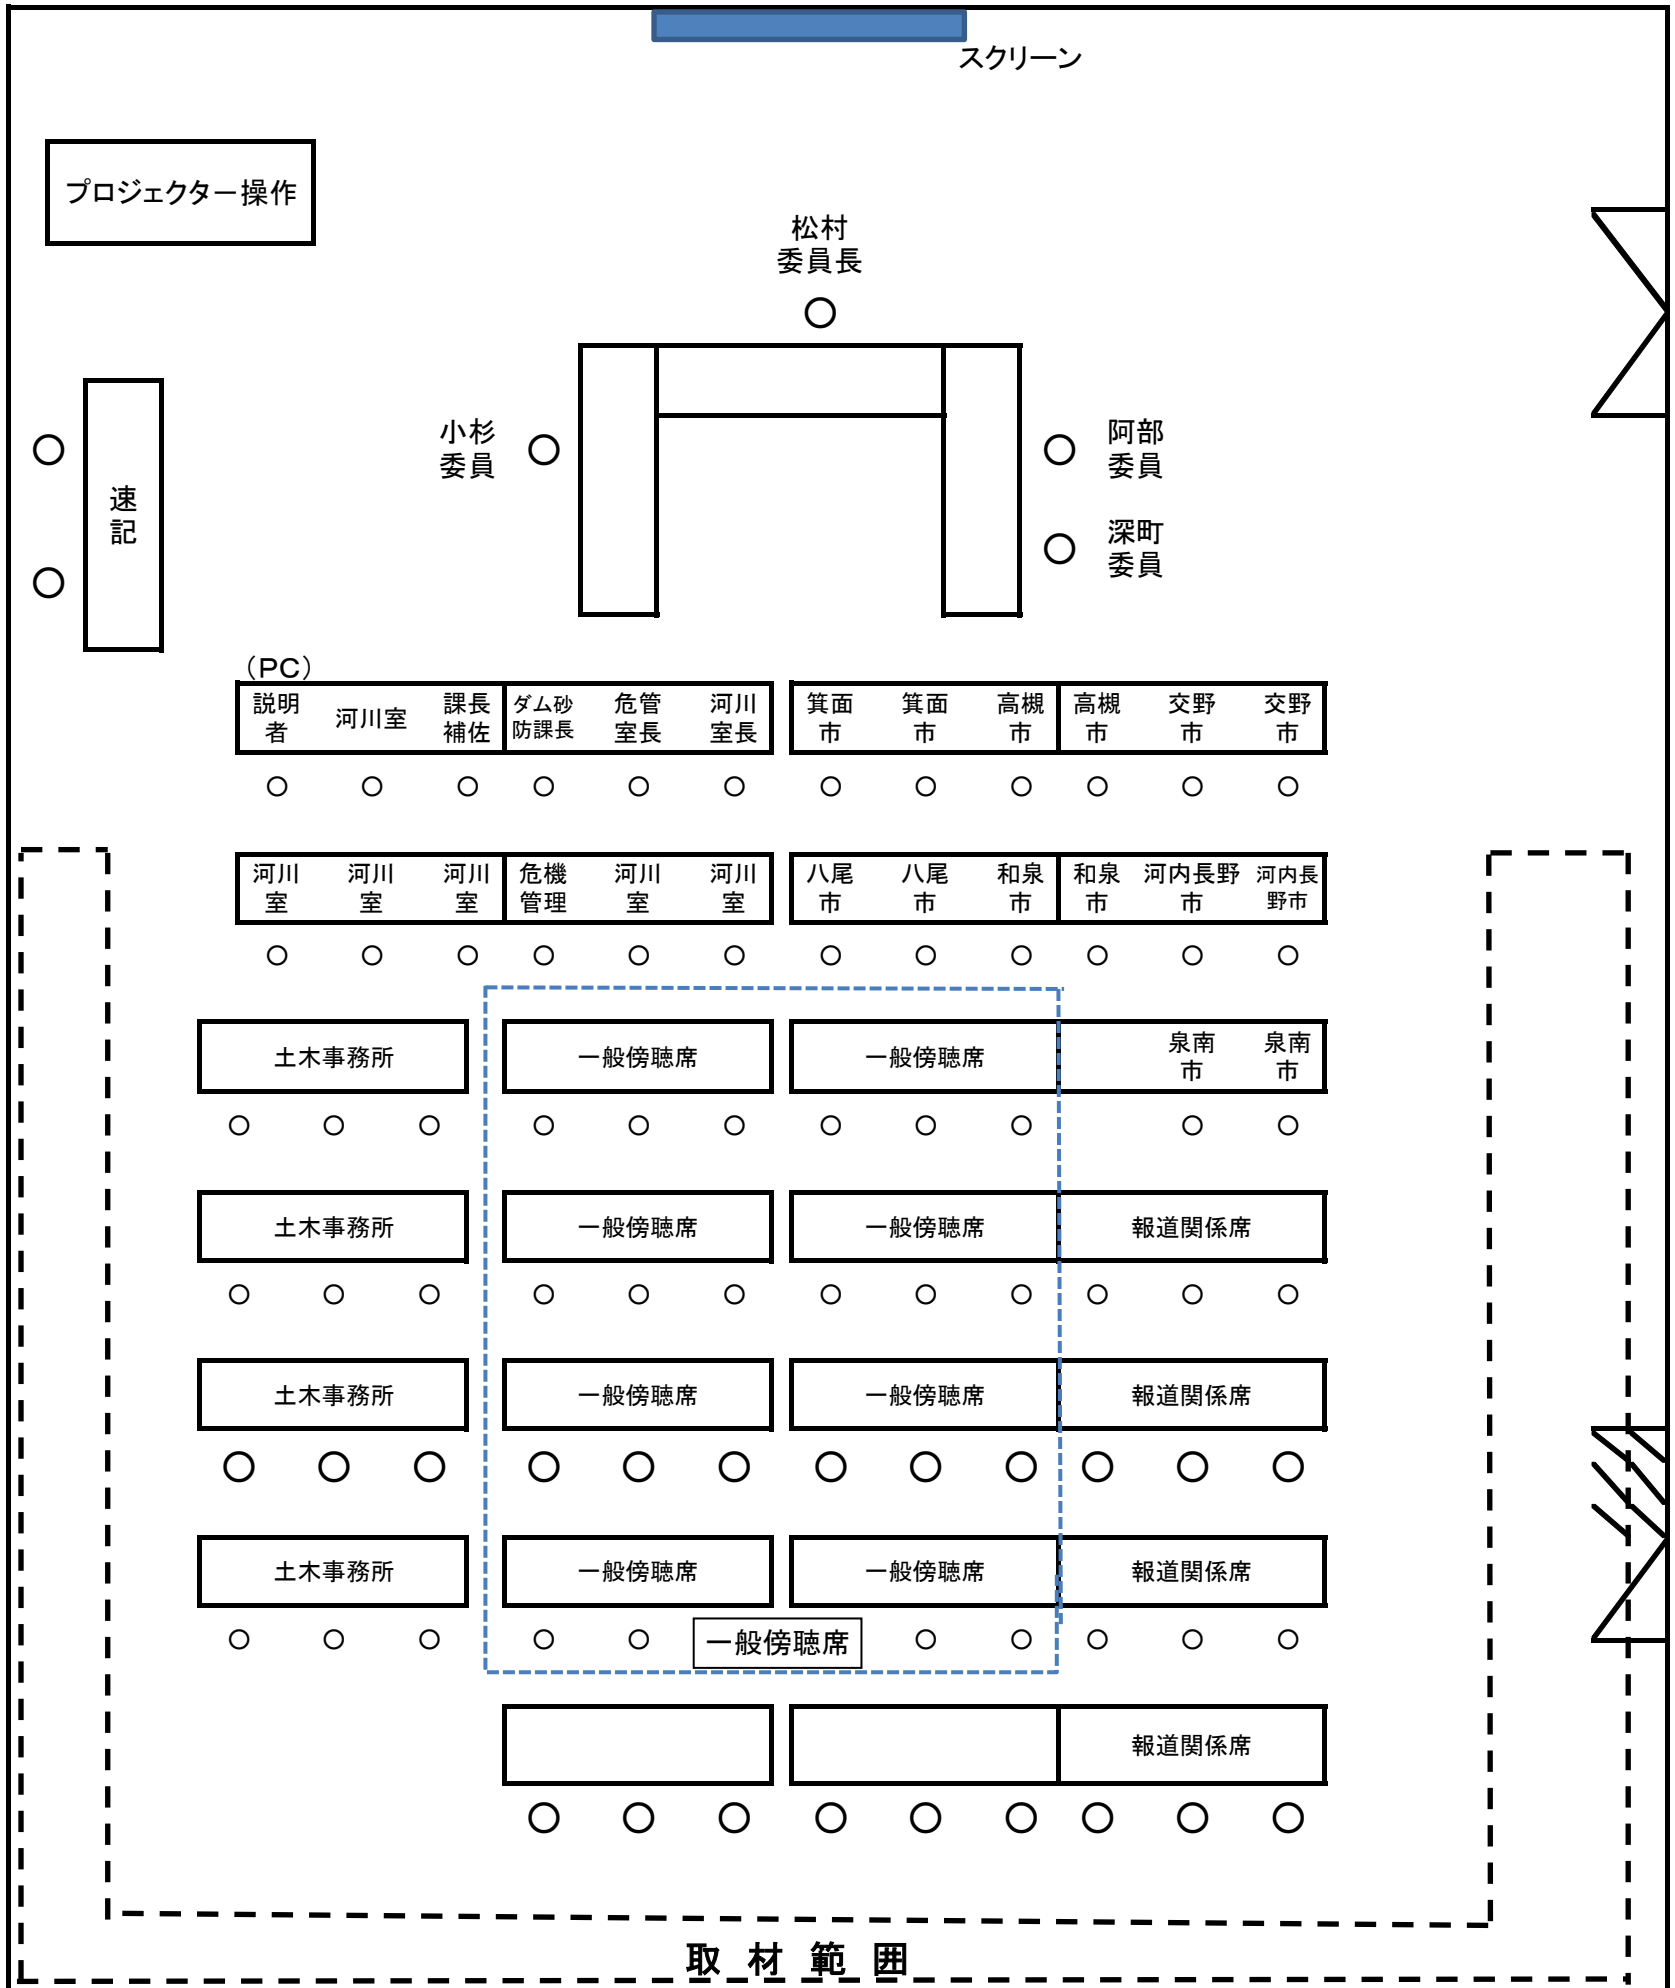 スクリーン
プロジェクター操作
松村
委員長
小杉
委員
阿部
委員
速
記
深町
委員
（PC）
説明
者
河川室
課長
補佐
ダム砂
防課長
危管
室長
河川
室長
箕面
市
箕面
市
高槻
市
高槻
市
交野
市
交野
市
河川
室
河川
室
河川
室
危機
管理
河川
室
河川
室
八尾
市
八尾
市
和泉
市
和泉
市
河内長野
市
河内長
野市
土木事務所
一般傍聴席
一般傍聴席
泉南
市
泉南
市
土木事務所
一般傍聴席
一般傍聴席
報道関係席
土木事務所
一般傍聴席
一般傍聴席
報道関係席
土木事務所
一般傍聴席
一般傍聴席
報道関係席
一般傍聴席
報道関係席
取 材 範 囲